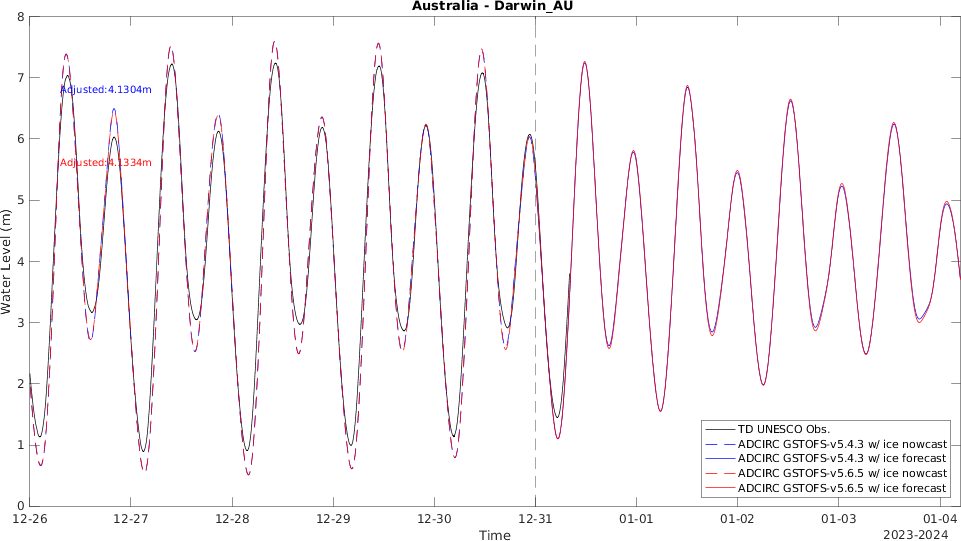 Australia - Darwin_AU
8
7
6
5
4
3
2
1
0
Water Level (m)
Adjusted:4.1304m
Adjusted:4.1334m
TD UNESCO Obs.
ADCIRC GSTOFS-v5.4.3 w/ ice nowcast
ADCIRC GSTOFS-v5.4.3 w/ ice forecast
ADCIRC GSTOFS-v5.6.5 w/ ice nowcast
ADCIRC GSTOFS-v5.6.5 w/ ice forecast
12-26 12-27 12-28 12-29 12-30 12-31 01-01 01-02 01-03 01-04
Time
2023-2024